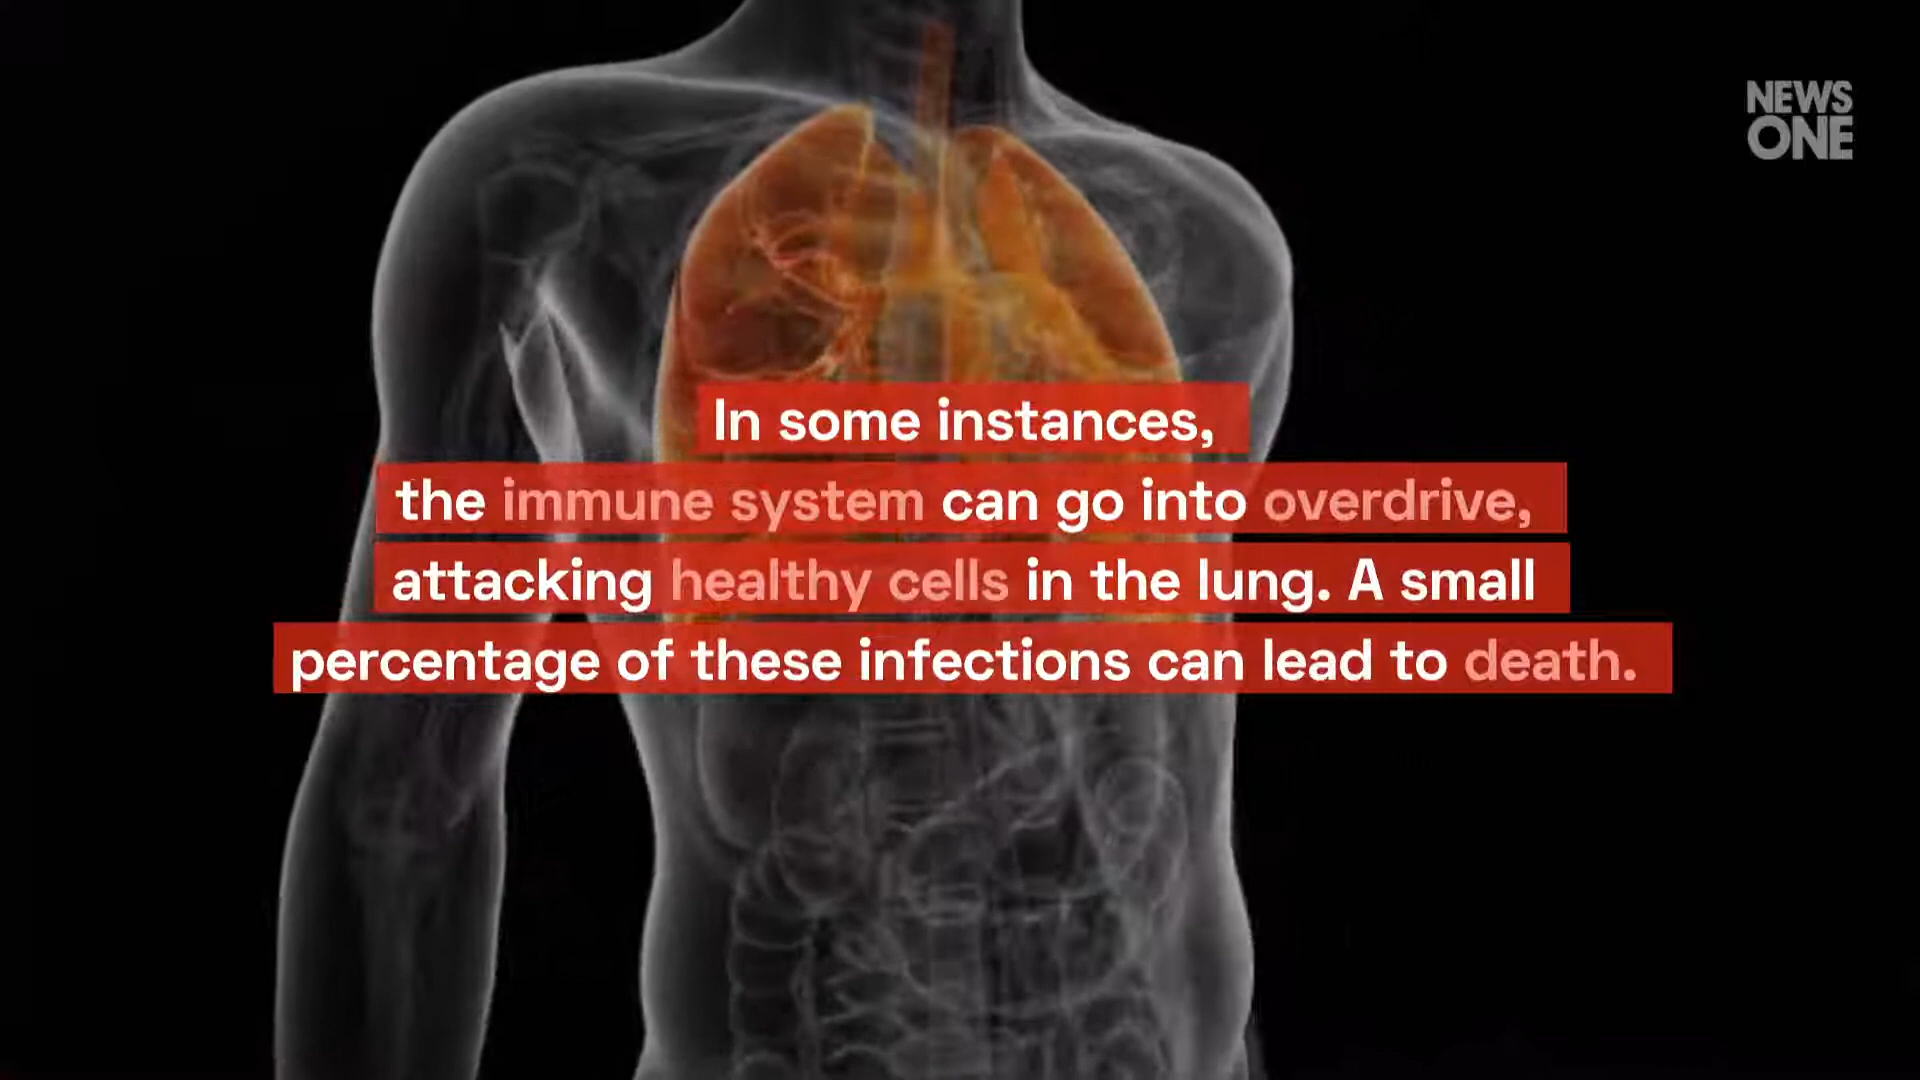 NEWS
ONE
In some instances,
the immune system can go into overdrive,
attacking healthy cells in the lung. A small
percentage of these infections can lead to death.